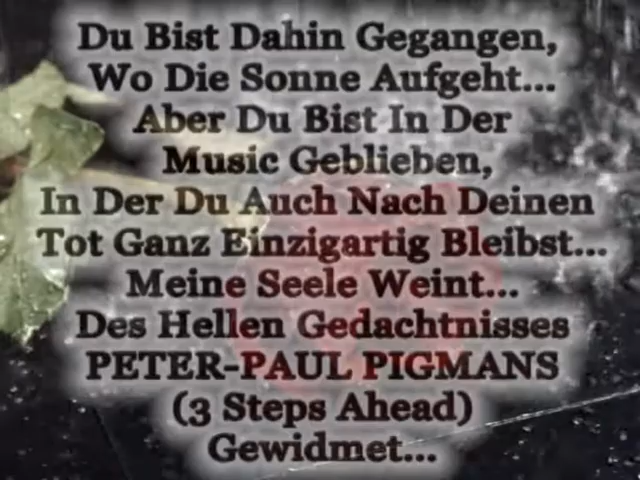 Du Bist Dahin Gegangen,
Wo Die Sonne Aufgeht...
Aber Du Bist In Der
Music Geblieben,
In Der Du Auch Nach Deinen
Tot Ganz Einzigartig Bleibst...
Meine Seele Weint...
Des Hellen Gedachtnisses
PETER-PAUL PIGMANS
(3 Steps Ahead)
Gewidmet...